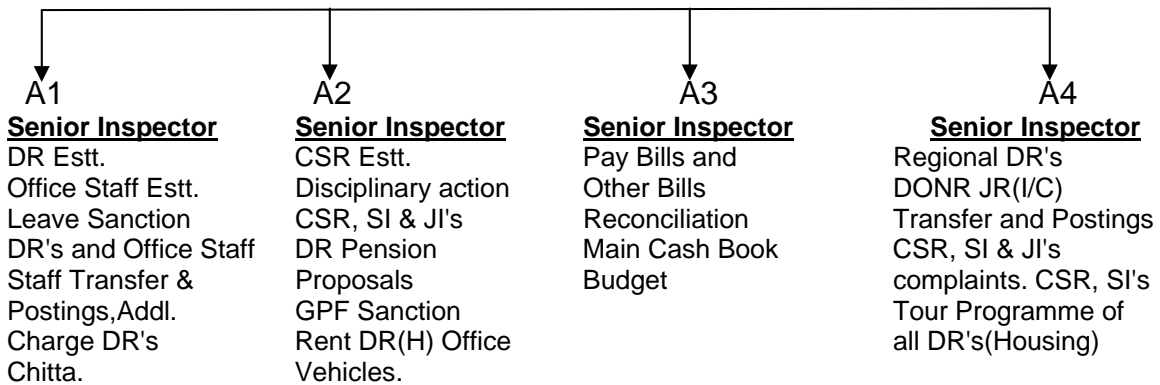 A1
Senior Inspector
DR Estt.
Office Staff Estt.
Leave Sanction
DR's and Office Staff
Staff Transfer &
Postings,Addl.
Charge DR's
Chitta.
A2
Senior Inspector
CSR Estt.
Disciplinary action
CSR, SI & JI's
DR Pension
Proposals
GPF Sanction
Rent DR(H) Office
Vehicles.
A3
Senior Inspector
Pay Bills and
Other Bills
Reconciliation
Main Cash Book
Budget
A4
Senior Inspector
Regional DR's
DONR JR(I/C)
Transfer and Postings
CSR, SI & JI's
complaints. CSR, SI's
Tour Programme of
all DR's(Housing)